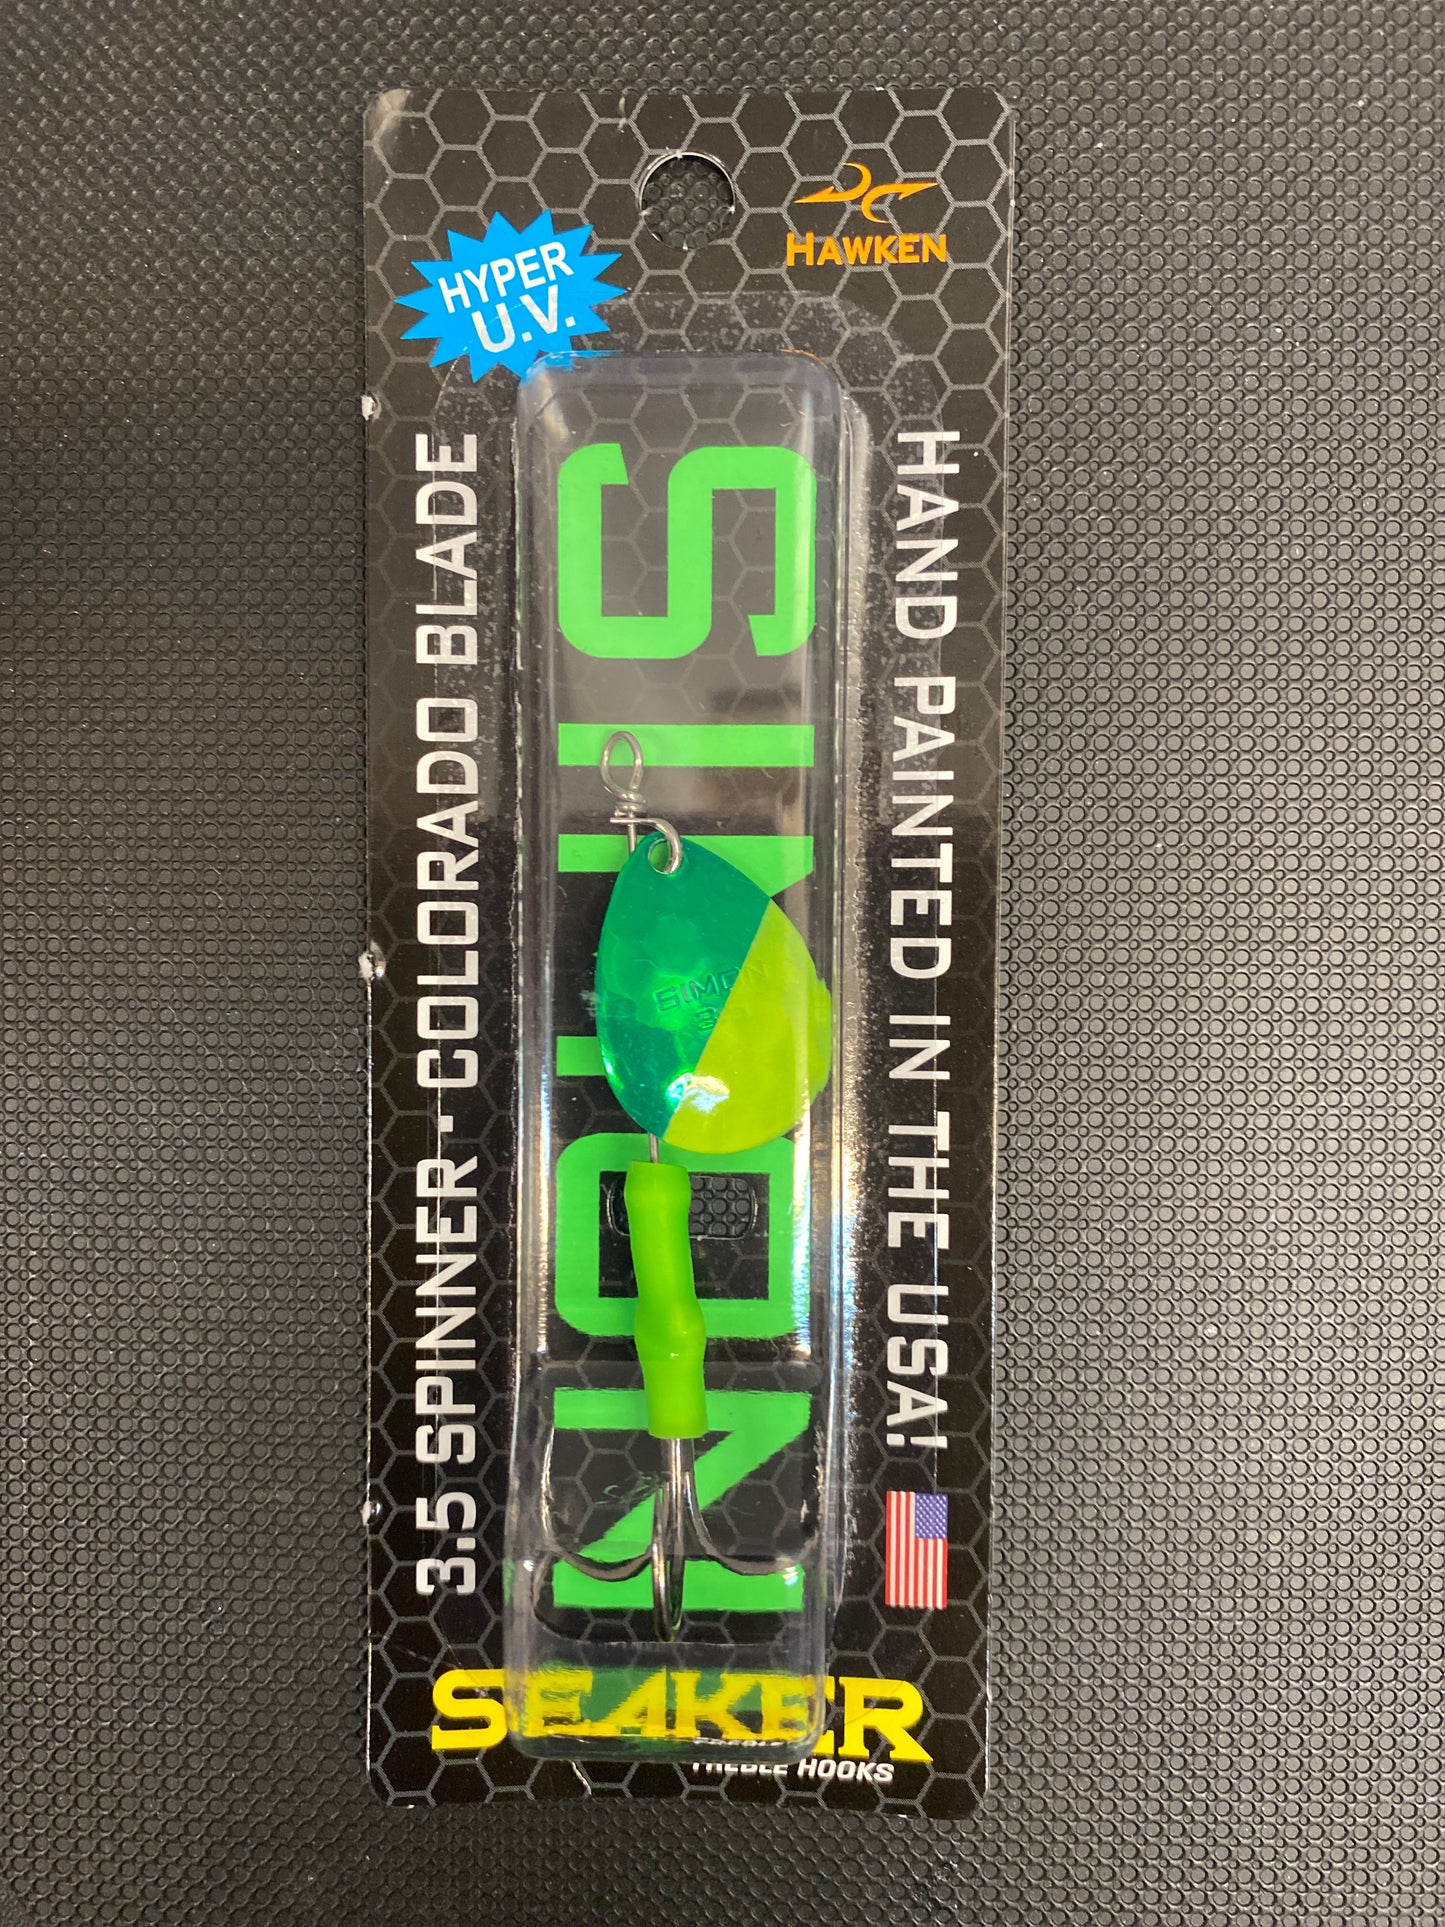 HYPER
U.V.
HAWKEN
3.5 SPINNER - COLORADO BLADE
SIMON
SIMON
HAND PAINTED IN THE USA!
SEAKER
TREBLE HOOKS